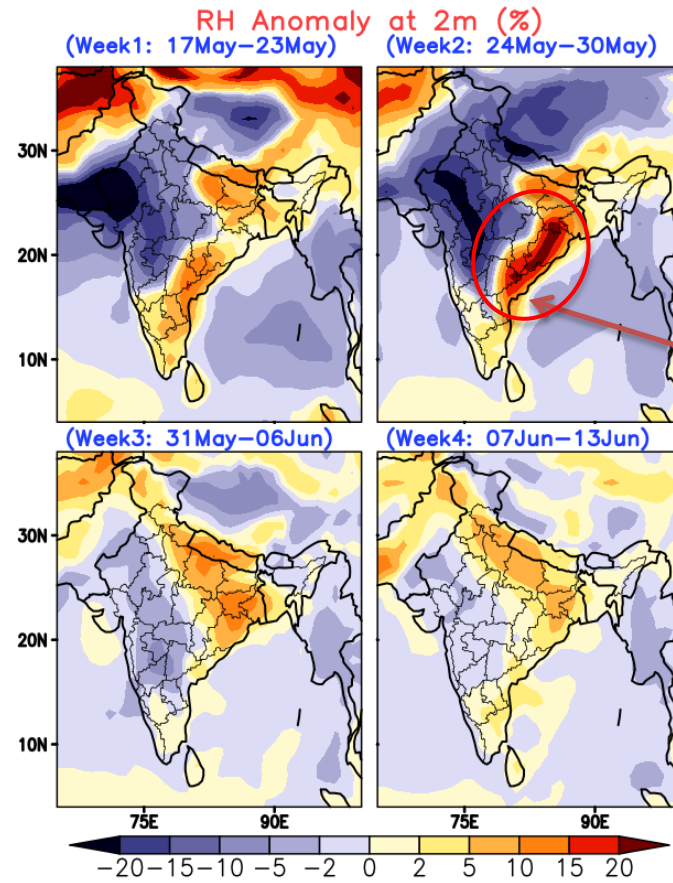 RH Anomaly at 2m (%)
(Week1: 17May−23May) (Week2: 24May−30May)
30N
20N
10N
(Week3: 31May−06Jun) (Week4: 07Jun−13Jun)
30N
20N
10N
75E 90E 75E 90E
−20 −15 −10 −5 −2 0 2 5 10 15 20